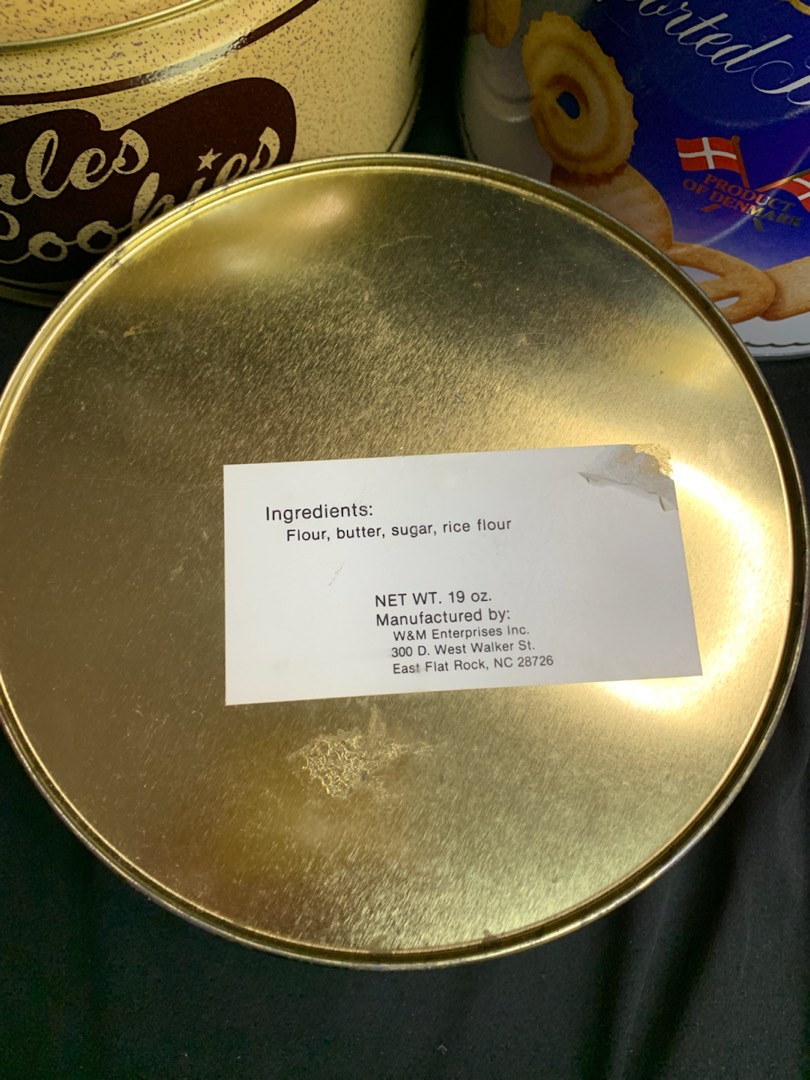 Cookies
PRODUCT
OF DENMARK
Ingredients:
Flour, butter, sugar, rice flour
NET WT. 19 oz.
Manufactured by:
W&M Enterprises Inc.
300 D. West Walker St.
East Flat Rock, NC 28726